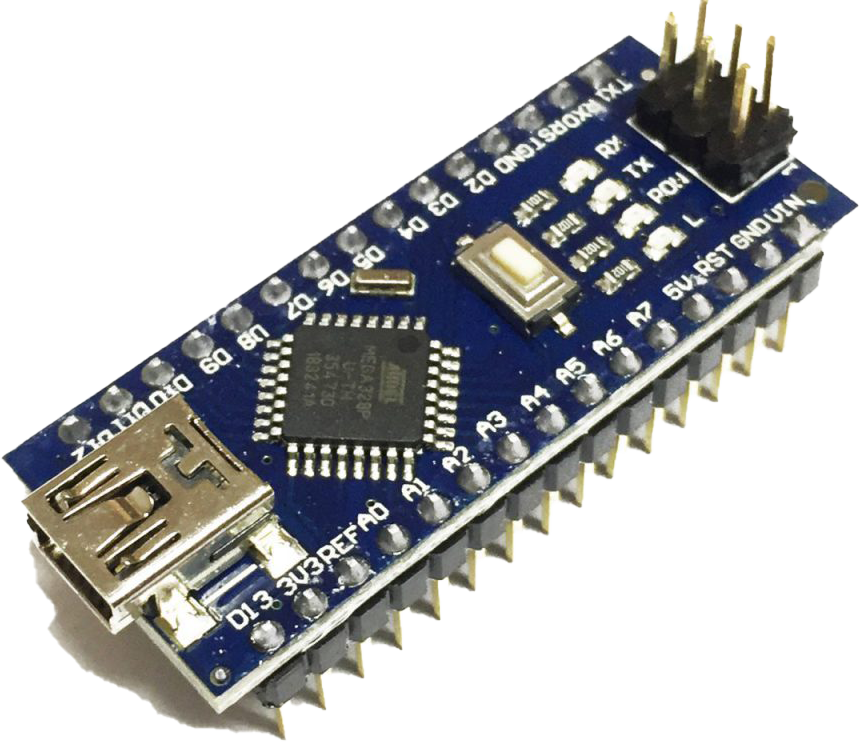 TX1
RX0
RST
GND
D2
D3
D4
D5
D6
D7
D8
D9
D10
D11
D12
RX
TX
POW
L
ATMEL
MEGA328P
U-TH
VIN
GND
RST
5V
A7
A6
A5
A4
A3
A2
A1
A0
REF
3V3
D13